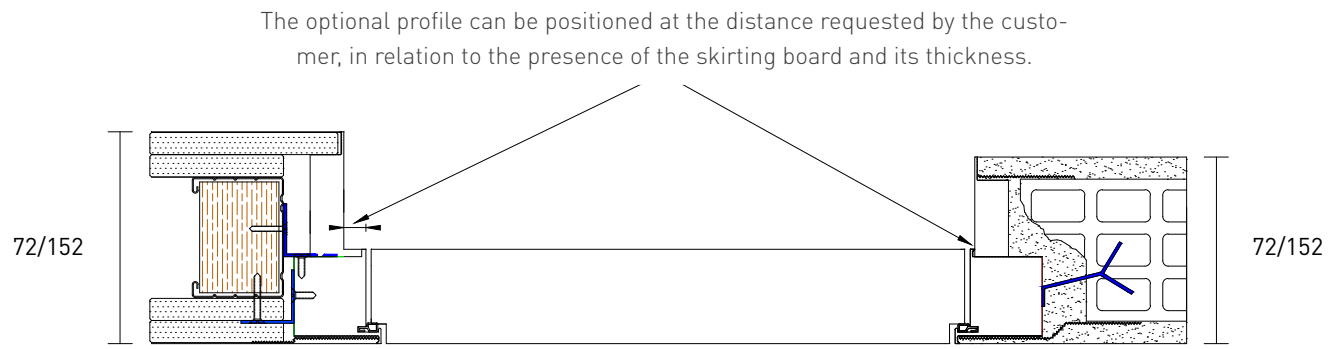 The optional profile can be positioned at the distance requested by the custo-
mer, in relation to the presence of the skirting board and its thickness.
72/152
72/152